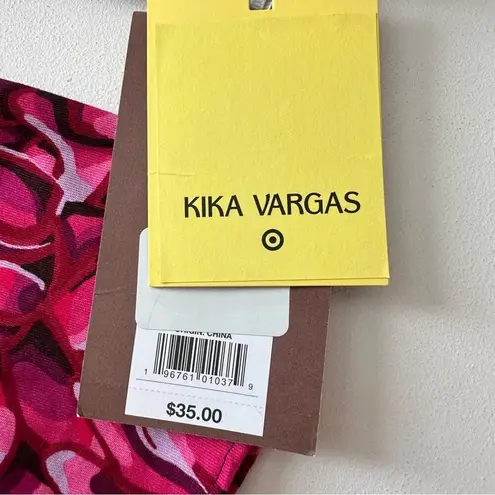 KIKA VARGAS
ORIGIN: CHINA
1 96761 01037 9
$35.00